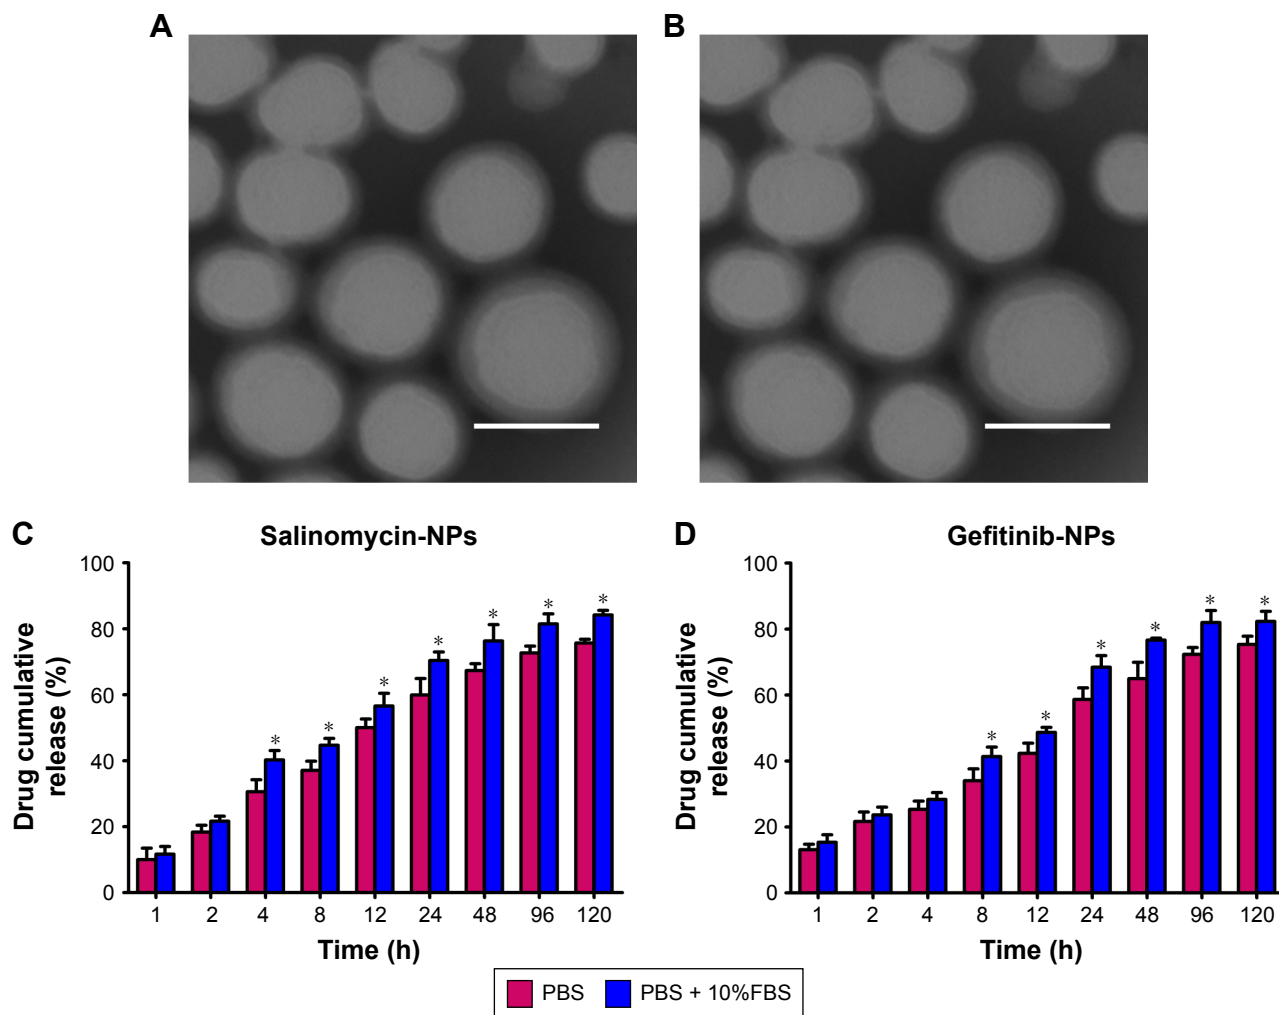 A
B
C
Salinomycin-NPs
Drug cumulative
release (%)
100
80
60
40
20
0
*
*
*
*
*
*
*
1 2 4 8 12 24 48 96 120
Time (h)
D
Gefitinib-NPs
Drug cumulative
release (%)
100
80
60
40
20
0
*
*
*
*
*
*
1 2 4 8 12 24 48 96 120
Time (h)
PBS PBS + 10%FBS